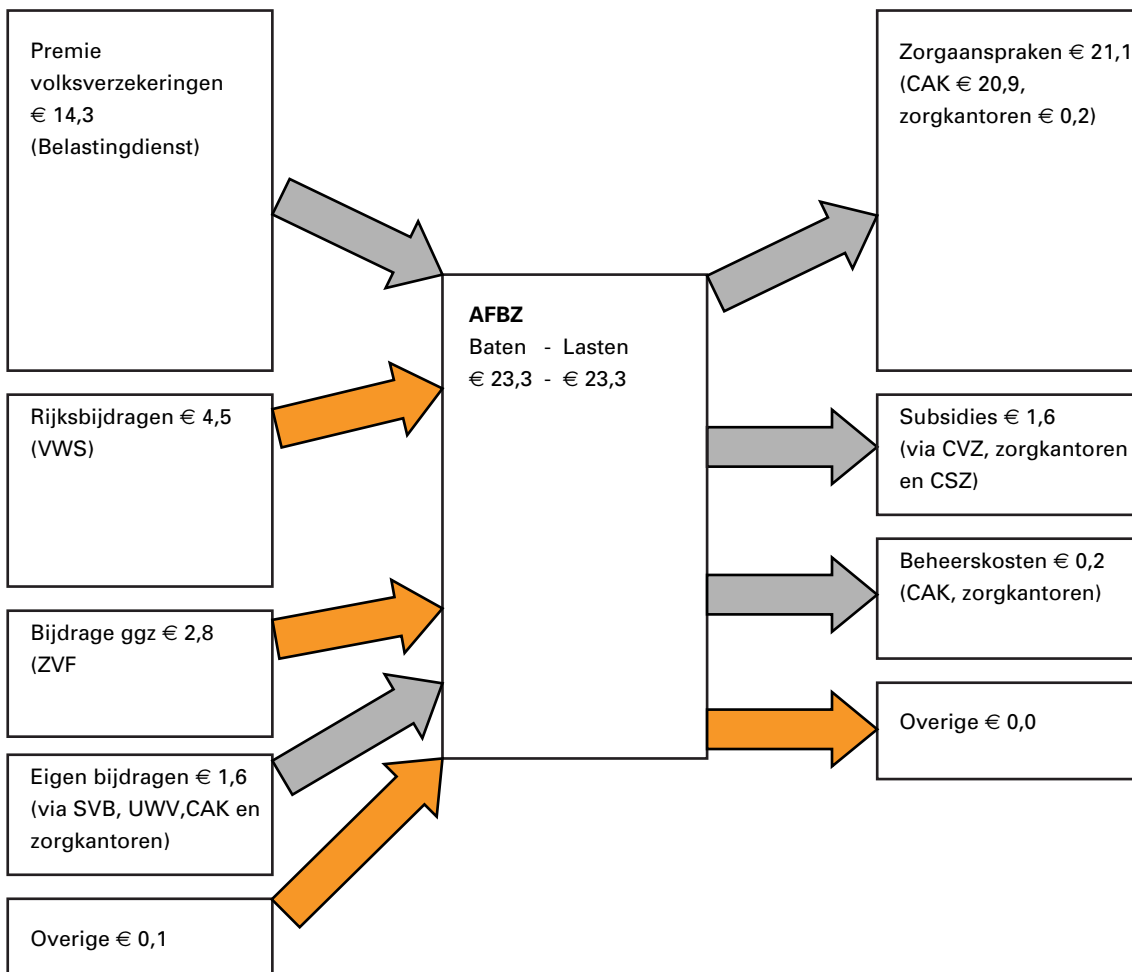 Premie
volksverzekeringen
€ 14,3
(Belastingdienst)
Rijksbijdragen € 4,5
(VWS)
Bijdrage ggz € 2,8
(ZVF
Eigen bijdragen € 1,6
(via SVB, UWV,CAK en
zorgkantoren)
Overige € 0,1
AFBZ
Baten - Lasten
€ 23,3 - € 23,3
Zorgaanspraken € 21,1
(CAK € 20,9,
zorgkantoren € 0,2)
Subsidies € 1,6
(via CVZ, zorgkantoren
en CSZ)
Beheerskosten € 0,2
(CAK, zorgkantoren)
Overige € 0,0